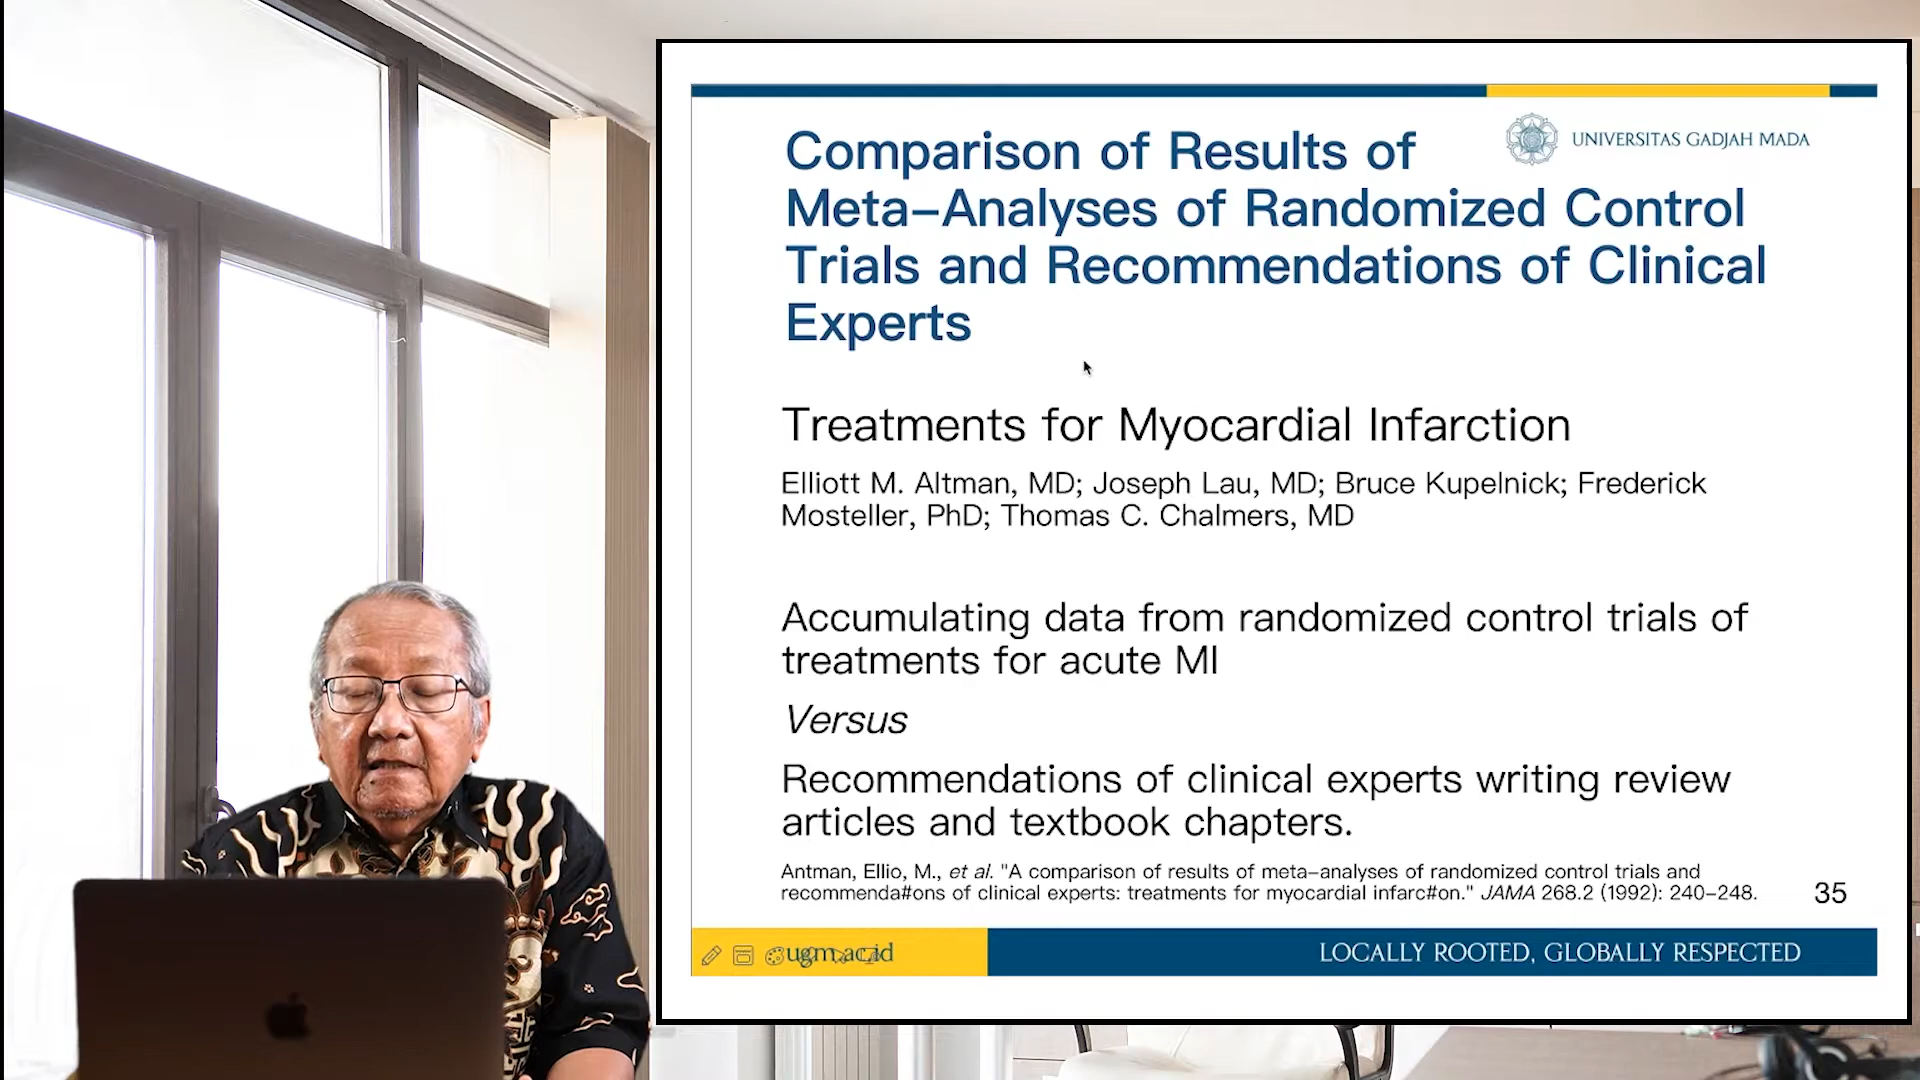 UNIVERSITAS GADJAH MADA
Comparison of Results of
Meta-Analyses of Randomized Control
Trials and Recommendations of Clinical
Experts
Treatments for Myocardial Infarction
Elliott M. Altman, MD; Joseph Lau, MD; Bruce Kupelnick; Frederick
Mosteller, PhD; Thomas C. Chalmers, MD
Accumulating data from randomized control trials of
treatments for acute MI
Versus
Recommendations of clinical experts writing review
articles and textbook chapters.
Antman, Ellio, M., et al. "A comparison of results of meta-analyses of randomized control trials and
recommenda#ons of clinical experts: treatments for myocardial infarc#on." JAMA 268.2 (1992): 240-248.
35
ugm.ac.id
LOCALLY ROOTED, GLOBALLY RESPECTED